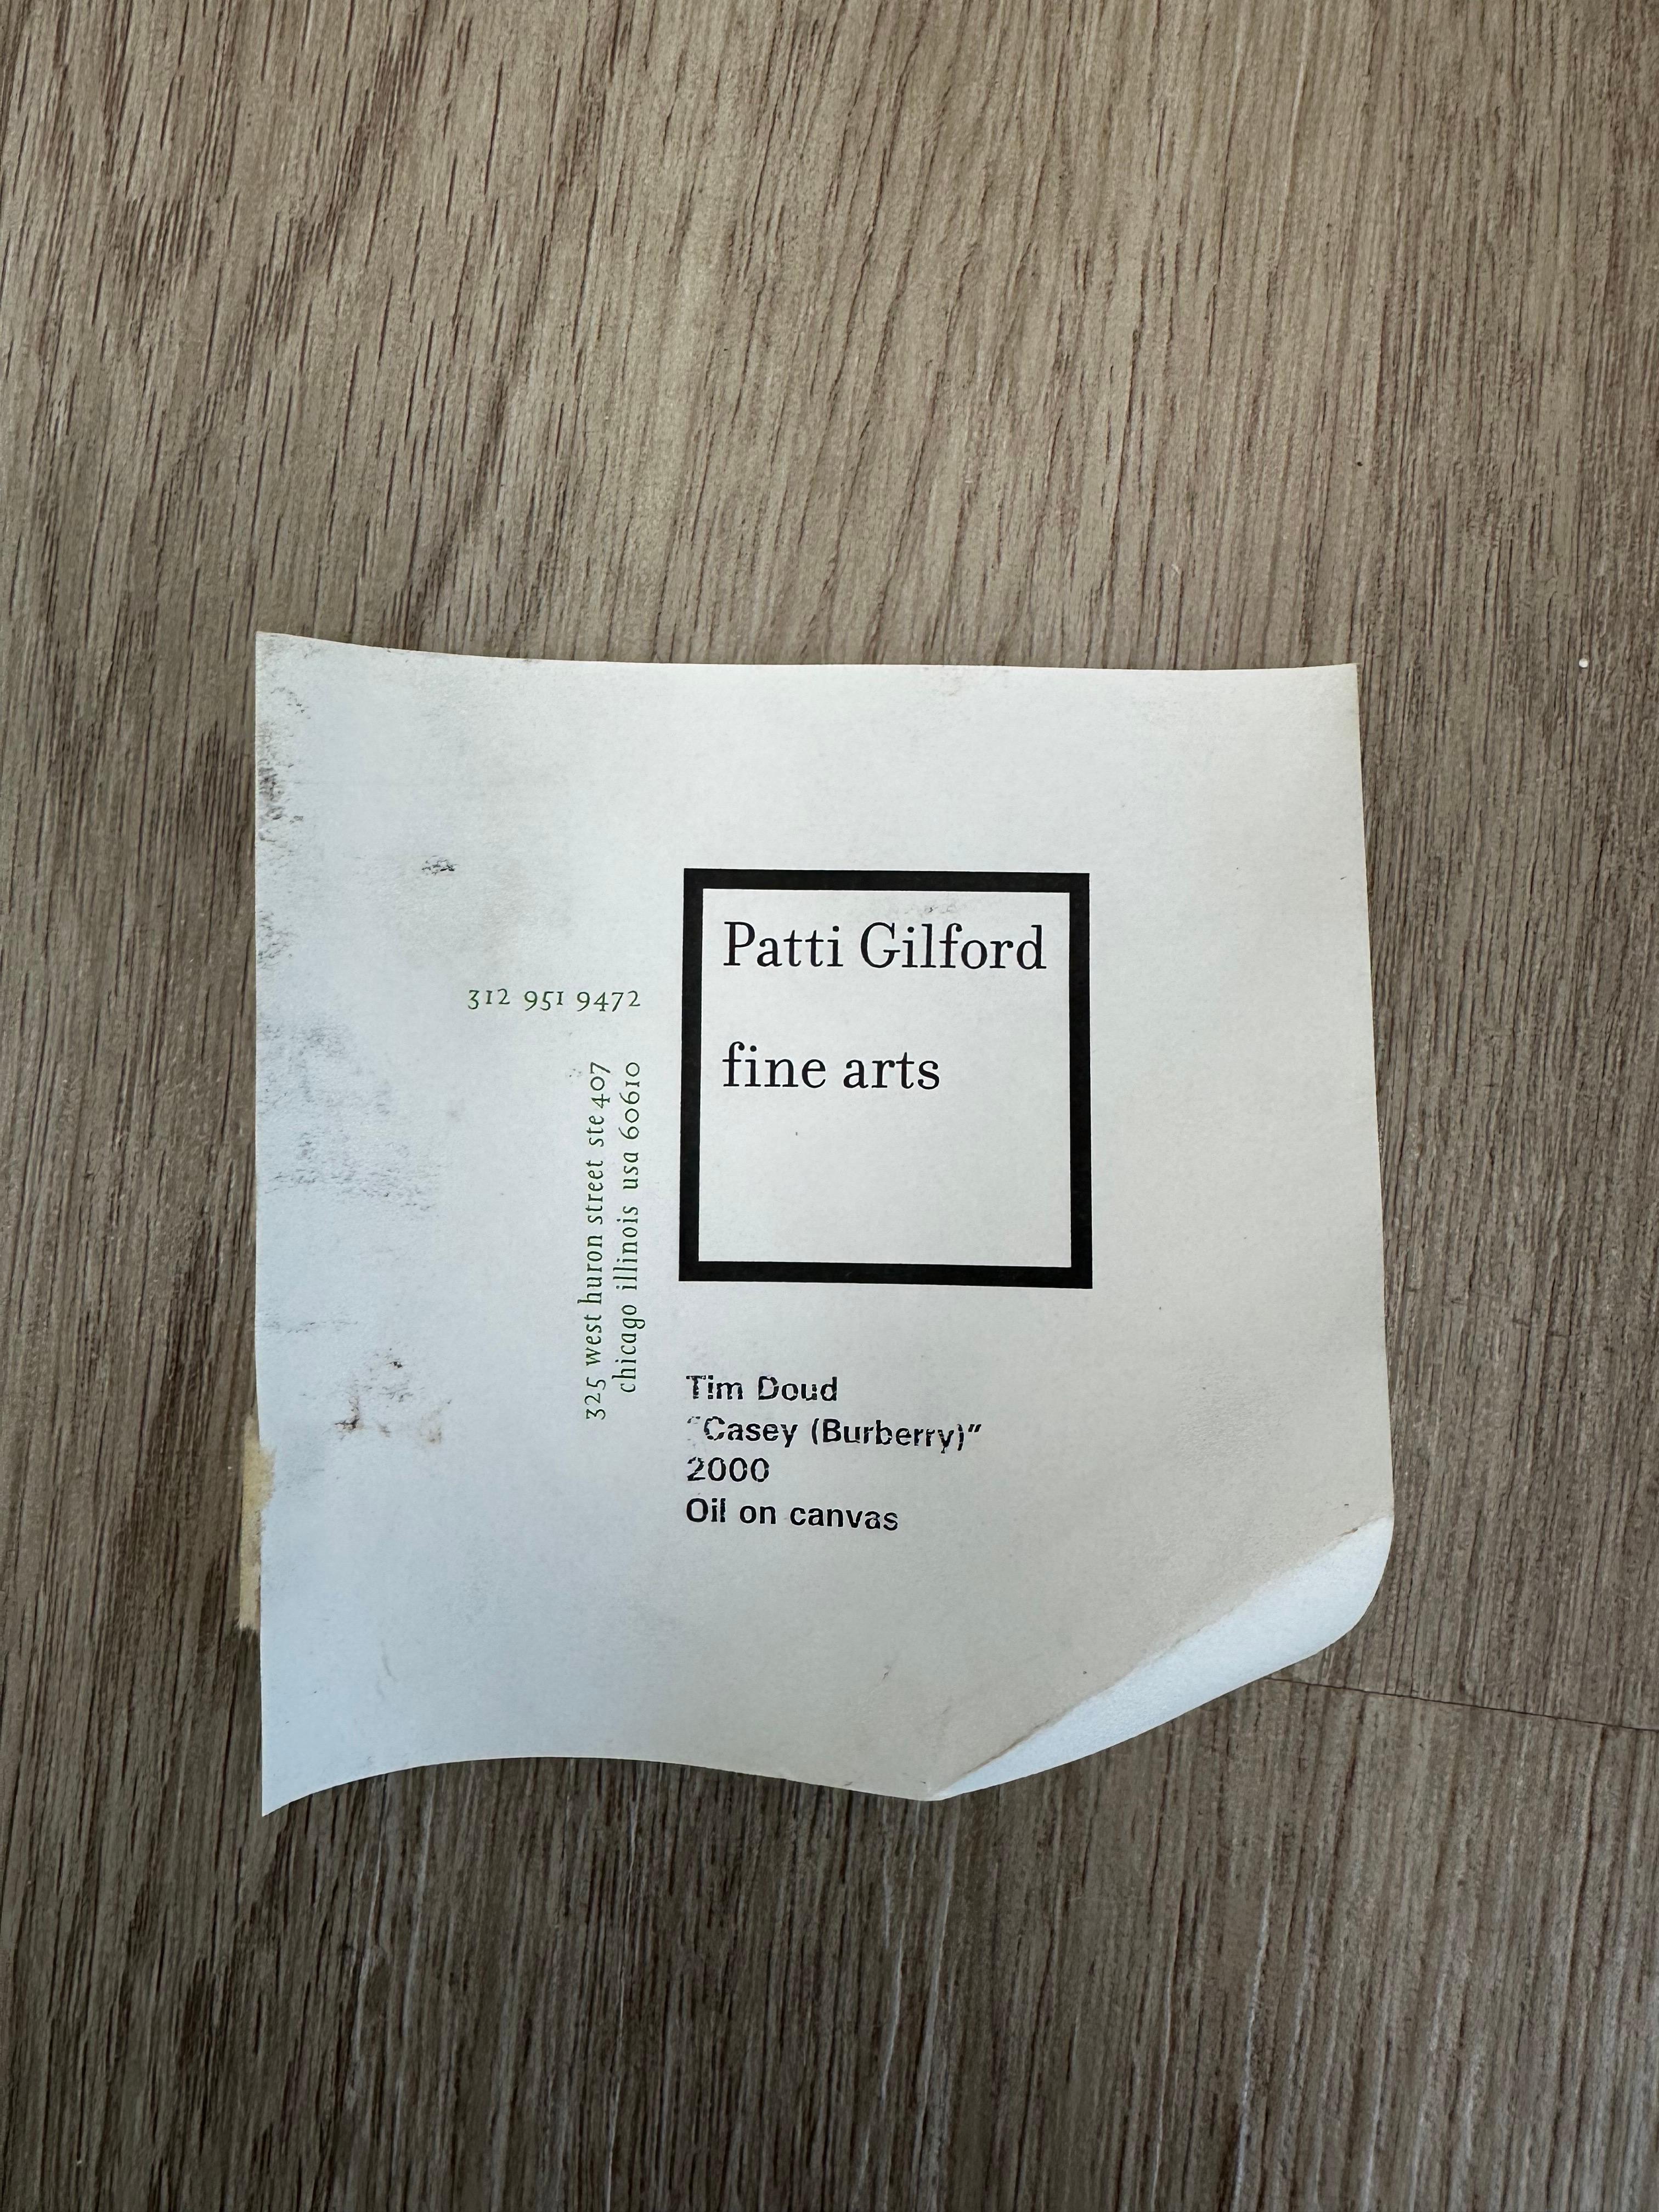 Patti Gilford
fine arts
312 951 9472
325 west huron street ste 407
chicago illinois usa 60610
Tim Doud
"Casey (Burberry)"
2000
Oil on canvas